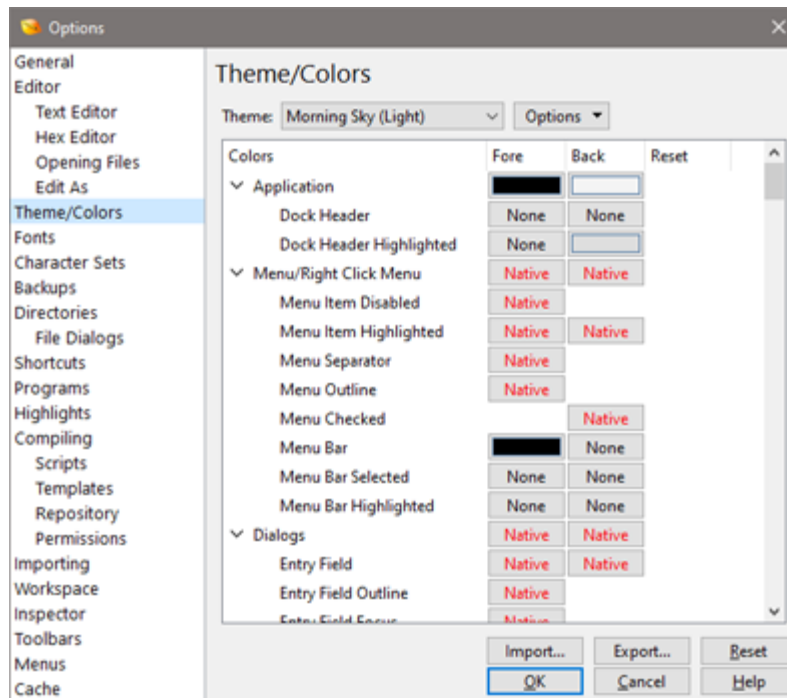 Options
General
Editor
Text Editor
Hex Editor
Opening Files
Edit As
Theme/Colors
Fonts
Character Sets
Backups
Directories
File Dialogs
Shortcuts
Programs
Highlights
Compiling
Scripts
Templates
Repository
Permissions
Importing
Workspace
Inspector
Toolbars
Menus
Cache
Theme/Colors
Theme: Morning Sky (Light) Options
Colors Fore Back Reset
Application
Dock Header None None
Dock Header Highlighted None
Menu/Right Click Menu Native Native
Menu Item Disabled Native
Menu Item Highlighted Native Native
Menu Separator Native
Menu Outline Native
Menu Checked Native
Menu Bar None
Menu Bar Selected None None
Menu Bar Highlighted None None
Dialogs Native Native
Entry Field Native Native
Entry Field Outline Native
Entry Field Focus Native
Import... Export... Reset
OK Cancel Help